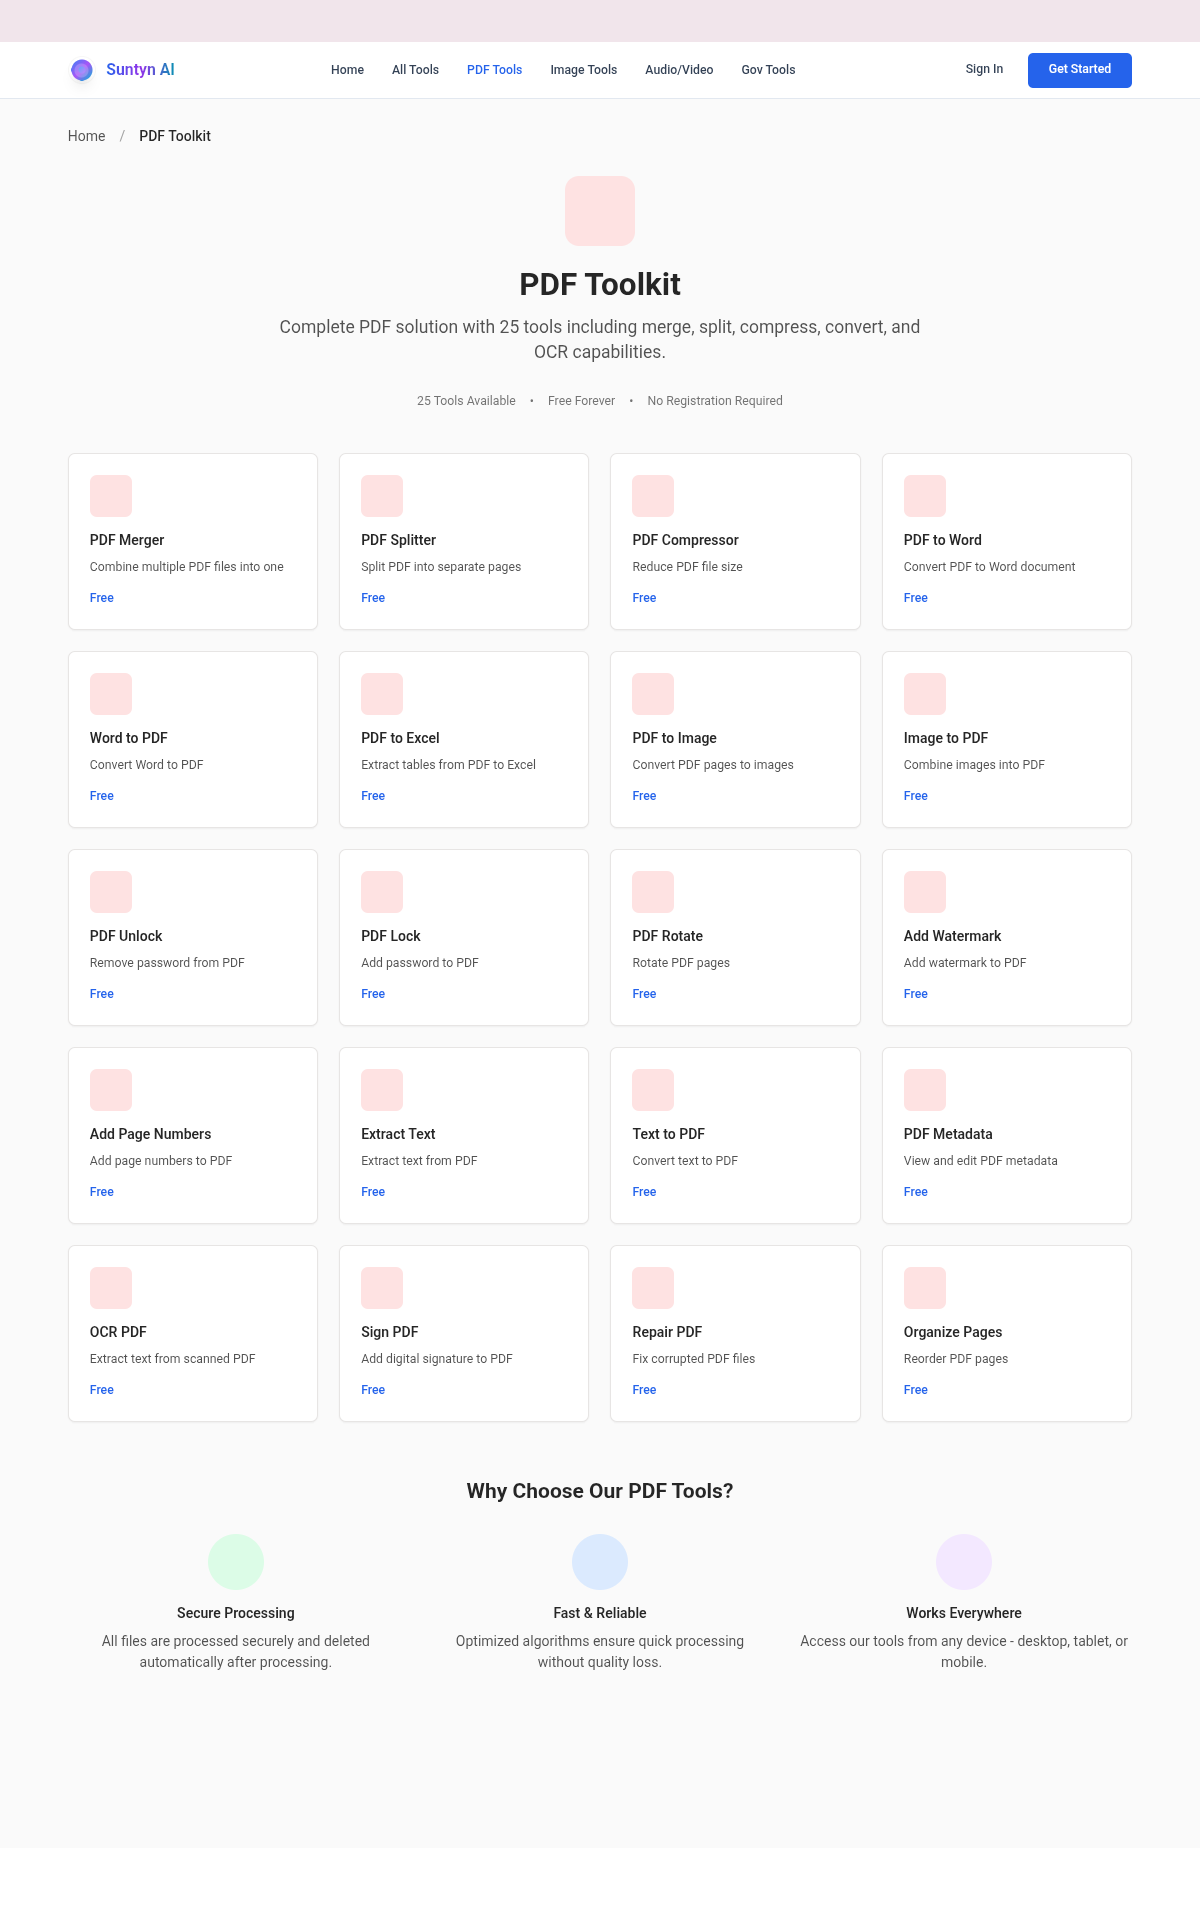 Suntyn AI
Home
All Tools
PDF Tools
Image Tools
Audio/Video
Gov Tools
Sign In
Get Started
Home / PDF Toolkit
PDF Toolkit
Complete PDF solution with 25 tools including merge, split, compress, convert, and
OCR capabilities.
25 Tools Available • Free Forever • No Registration Required
PDF Merger
Combine multiple PDF files into one
Free
PDF Splitter
Split PDF into separate pages
Free
PDF Compressor
Reduce PDF file size
Free
PDF to Word
Convert PDF to Word document
Free
Word to PDF
Convert Word to PDF
Free
PDF to Excel
Extract tables from PDF to Excel
Free
PDF to Image
Convert PDF pages to images
Free
Image to PDF
Combine images into PDF
Free
PDF Unlock
Remove password from PDF
Free
PDF Lock
Add password to PDF
Free
PDF Rotate
Rotate PDF pages
Free
Add Watermark
Add watermark to PDF
Free
Add Page Numbers
Add page numbers to PDF
Free
Extract Text
Extract text from PDF
Free
Text to PDF
Convert text to PDF
Free
PDF Metadata
View and edit PDF metadata
Free
OCR PDF
Extract text from scanned PDF
Free
Sign PDF
Add digital signature to PDF
Free
Repair PDF
Fix corrupted PDF files
Free
Organize Pages
Reorder PDF pages
Free
Why Choose Our PDF Tools?
Secure Processing
All files are processed securely and deleted
automatically after processing.
Fast & Reliable
Optimized algorithms ensure quick processing
without quality loss.
Works Everywhere
Access our tools from any device - desktop, tablet, or
mobile.